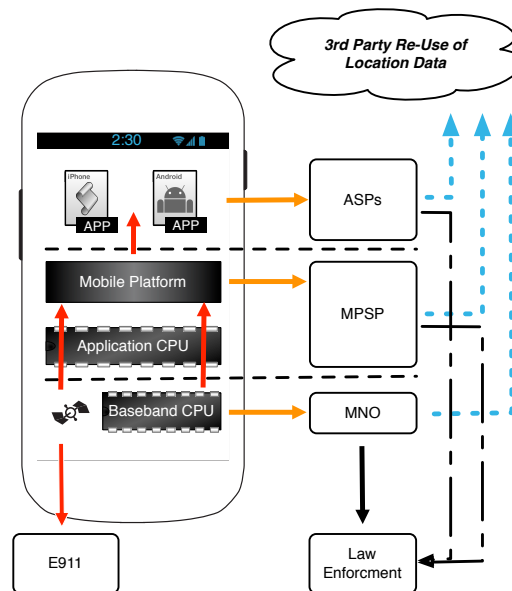 3rd Party Re-Use of
Location Data
2:30
iPhone
APP
Android
APP
ASPs
Mobile Platform
MPSP
Application CPU
Baseband CPU
MNO
E911
Law
Enforcment